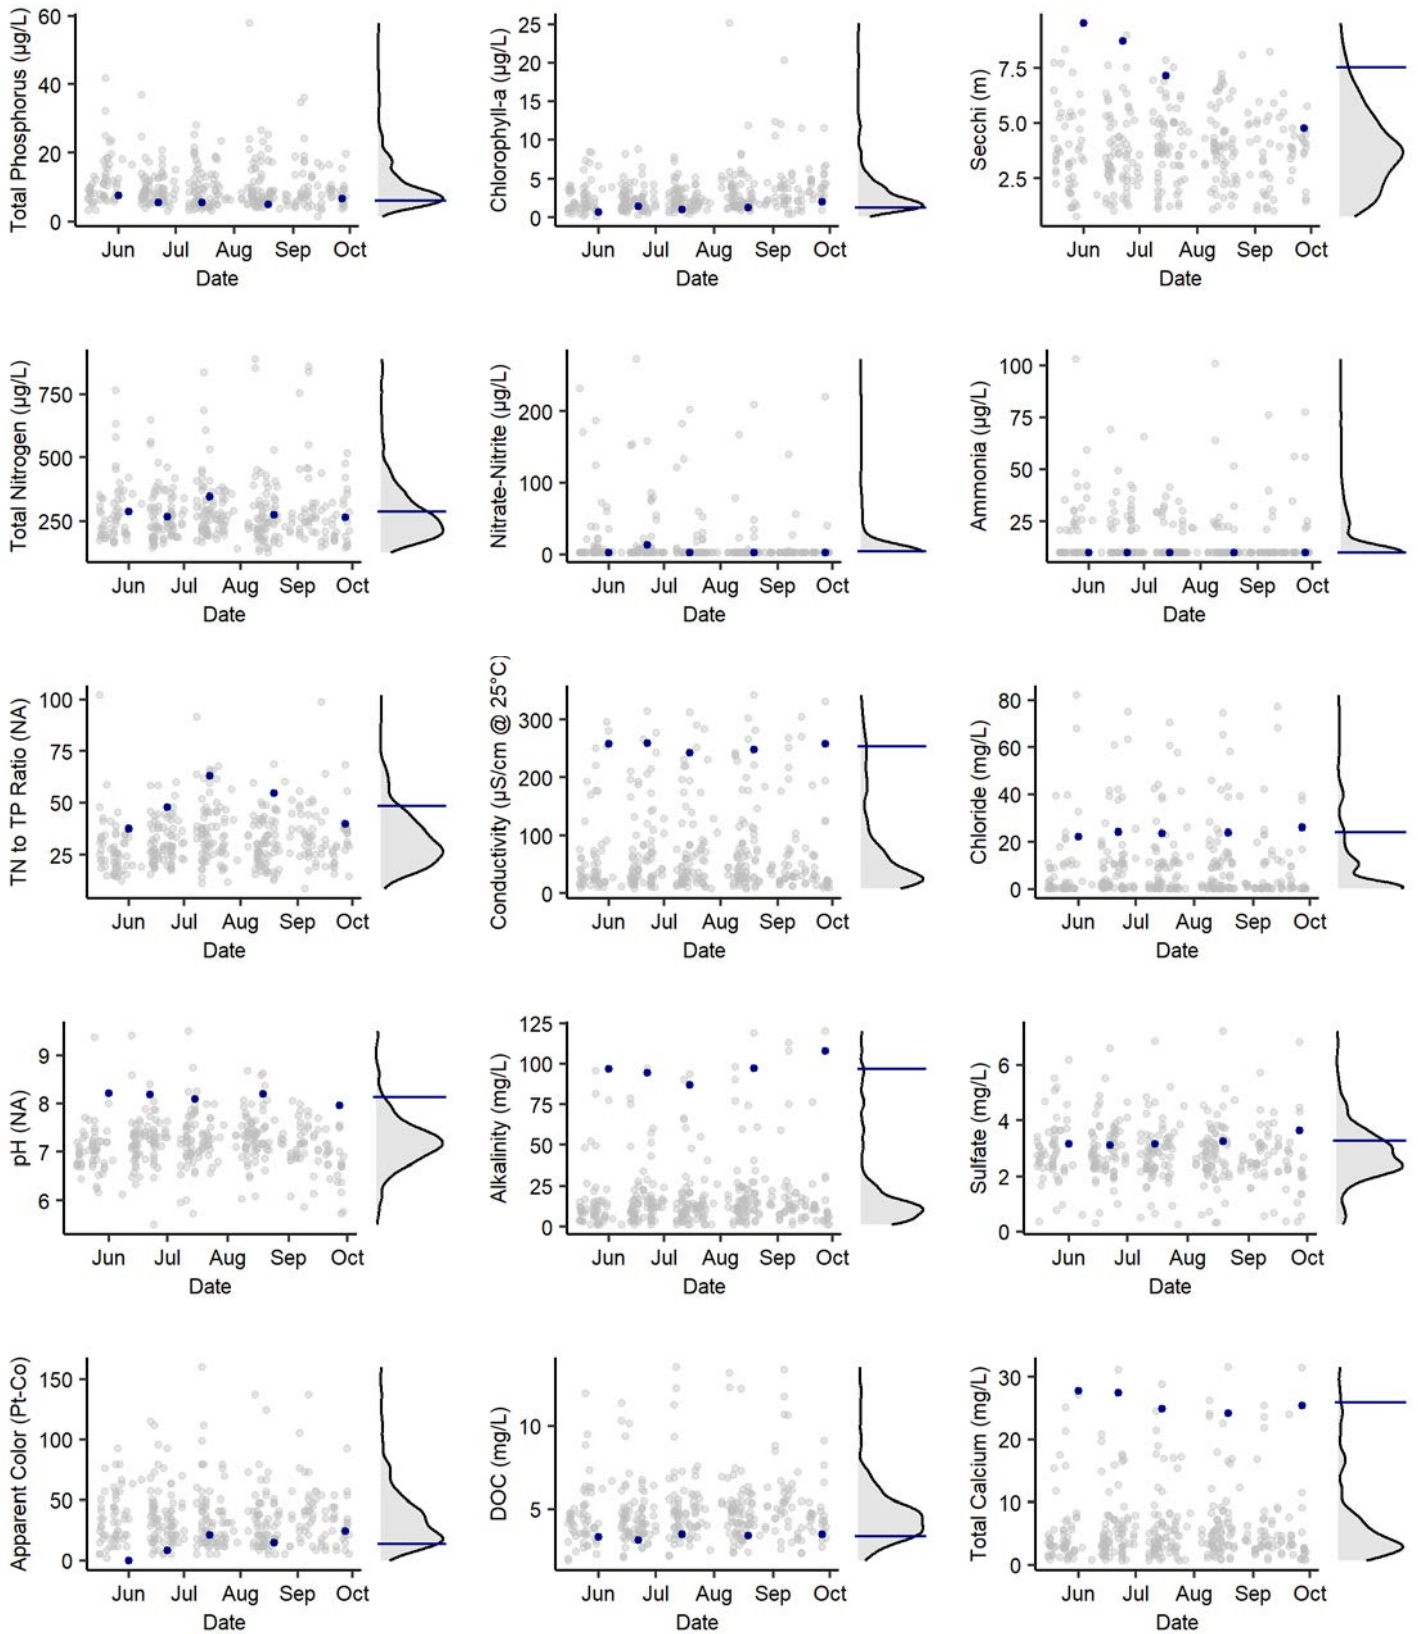 Total Phosphorus (µg/L)
60
40
20
0
Jun Jul Aug Sep Oct
Date
Chlorophyll-a (µg/L)
25
20
15
10
5
0
Jun Jul Aug Sep Oct
Date
Secchi (m)
7.5
5.0
2.5
Jun Jul Aug Sep Oct
Date
Total Nitrogen (µg/L)
750
500
250
Jun Jul Aug Sep Oct
Date
Nitrate-Nitrite (µg/L)
200
100
0
Jun Jul Aug Sep Oct
Date
Ammonia (µg/L)
100
75
50
25
Jun Jul Aug Sep Oct
Date
TN to TP Ratio (NA)
100
75
50
25
Jun Jul Aug Sep Oct
Date
Conductivity (µS/cm @ 25°C)
300
200
100
0
Jun Jul Aug Sep Oct
Date
Chloride (mg/L)
80
60
40
20
0
Jun Jul Aug Sep Oct
Date
pH (NA)
9
8
7
6
Jun Jul Aug Sep Oct
Date
Alkalinity (mg/L)
125
100
75
50
25
0
Jun Jul Aug Sep Oct
Date
Sulfate (mg/L)
6
4
2
0
Jun Jul Aug Sep Oct
Date
Apparent Color (Pt-Co)
150
100
50
0
Jun Jul Aug Sep Oct
Date
DOC (mg/L)
10
5
Jun Jul Aug Sep Oct
Date
Total Calcium (mg/L)
30
20
10
0
Jun Jul Aug Sep Oct
Date